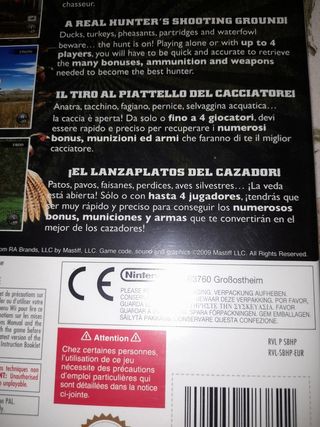 chasseur.
A REAL HUNTER'S SHOOTING GROUND!
Ducks, turkeys, pheasants, partridges and waterfowl
beware... the hunt is on! Playing alone or with up to 4
players, you will have to be quick and accurate to retrieve
the many bonuses, ammunition and weapons
needed to become the best hunter.
IL TIRO AL PIATTELLO DEL CACCIATORE!
Anatra, tacchino, fagiano, pernice, selvaggina acquatica...
la caccia è aperta! Da solo o fino a 4 giocatori, devi
essere rapido e preciso per recuperare i numerosi
bonus, munizioni ed armi che faranno di te il miglior
cacciatore.
¡EL LANZAPLATOS DEL CAZADOR!
Patos, pavos, faisanes, perdices, aves silvestres... ¡La veda
está abierta! Sólo o con hasta 4 jugadores, ¡tendrás que
ser muy rápido y preciso para conseguir los numerosos
bonus, municiones y armas que te convertirán en el
mejor de los cazadores!
om RA Brands, LLC by Mastiff, LLC. Game code, sound and graphics ©2009 Mastiff LLC. All Rights Reserved.
CE
63760 Großostheim
PLEASE
BEWAHREN
GUARDAR
SÄILYTÄ PAKKAUS. CONSERVARE QUESTA CONFEZIONE.
Attention
Chez certaines personnes,
l'utilisation de ce jeu
nécessite des précautions
d'emploi particulières qui
sont détaillées dans la notice
ci-jointe.
RVL P SBHP
RVL-SBHP-EUR